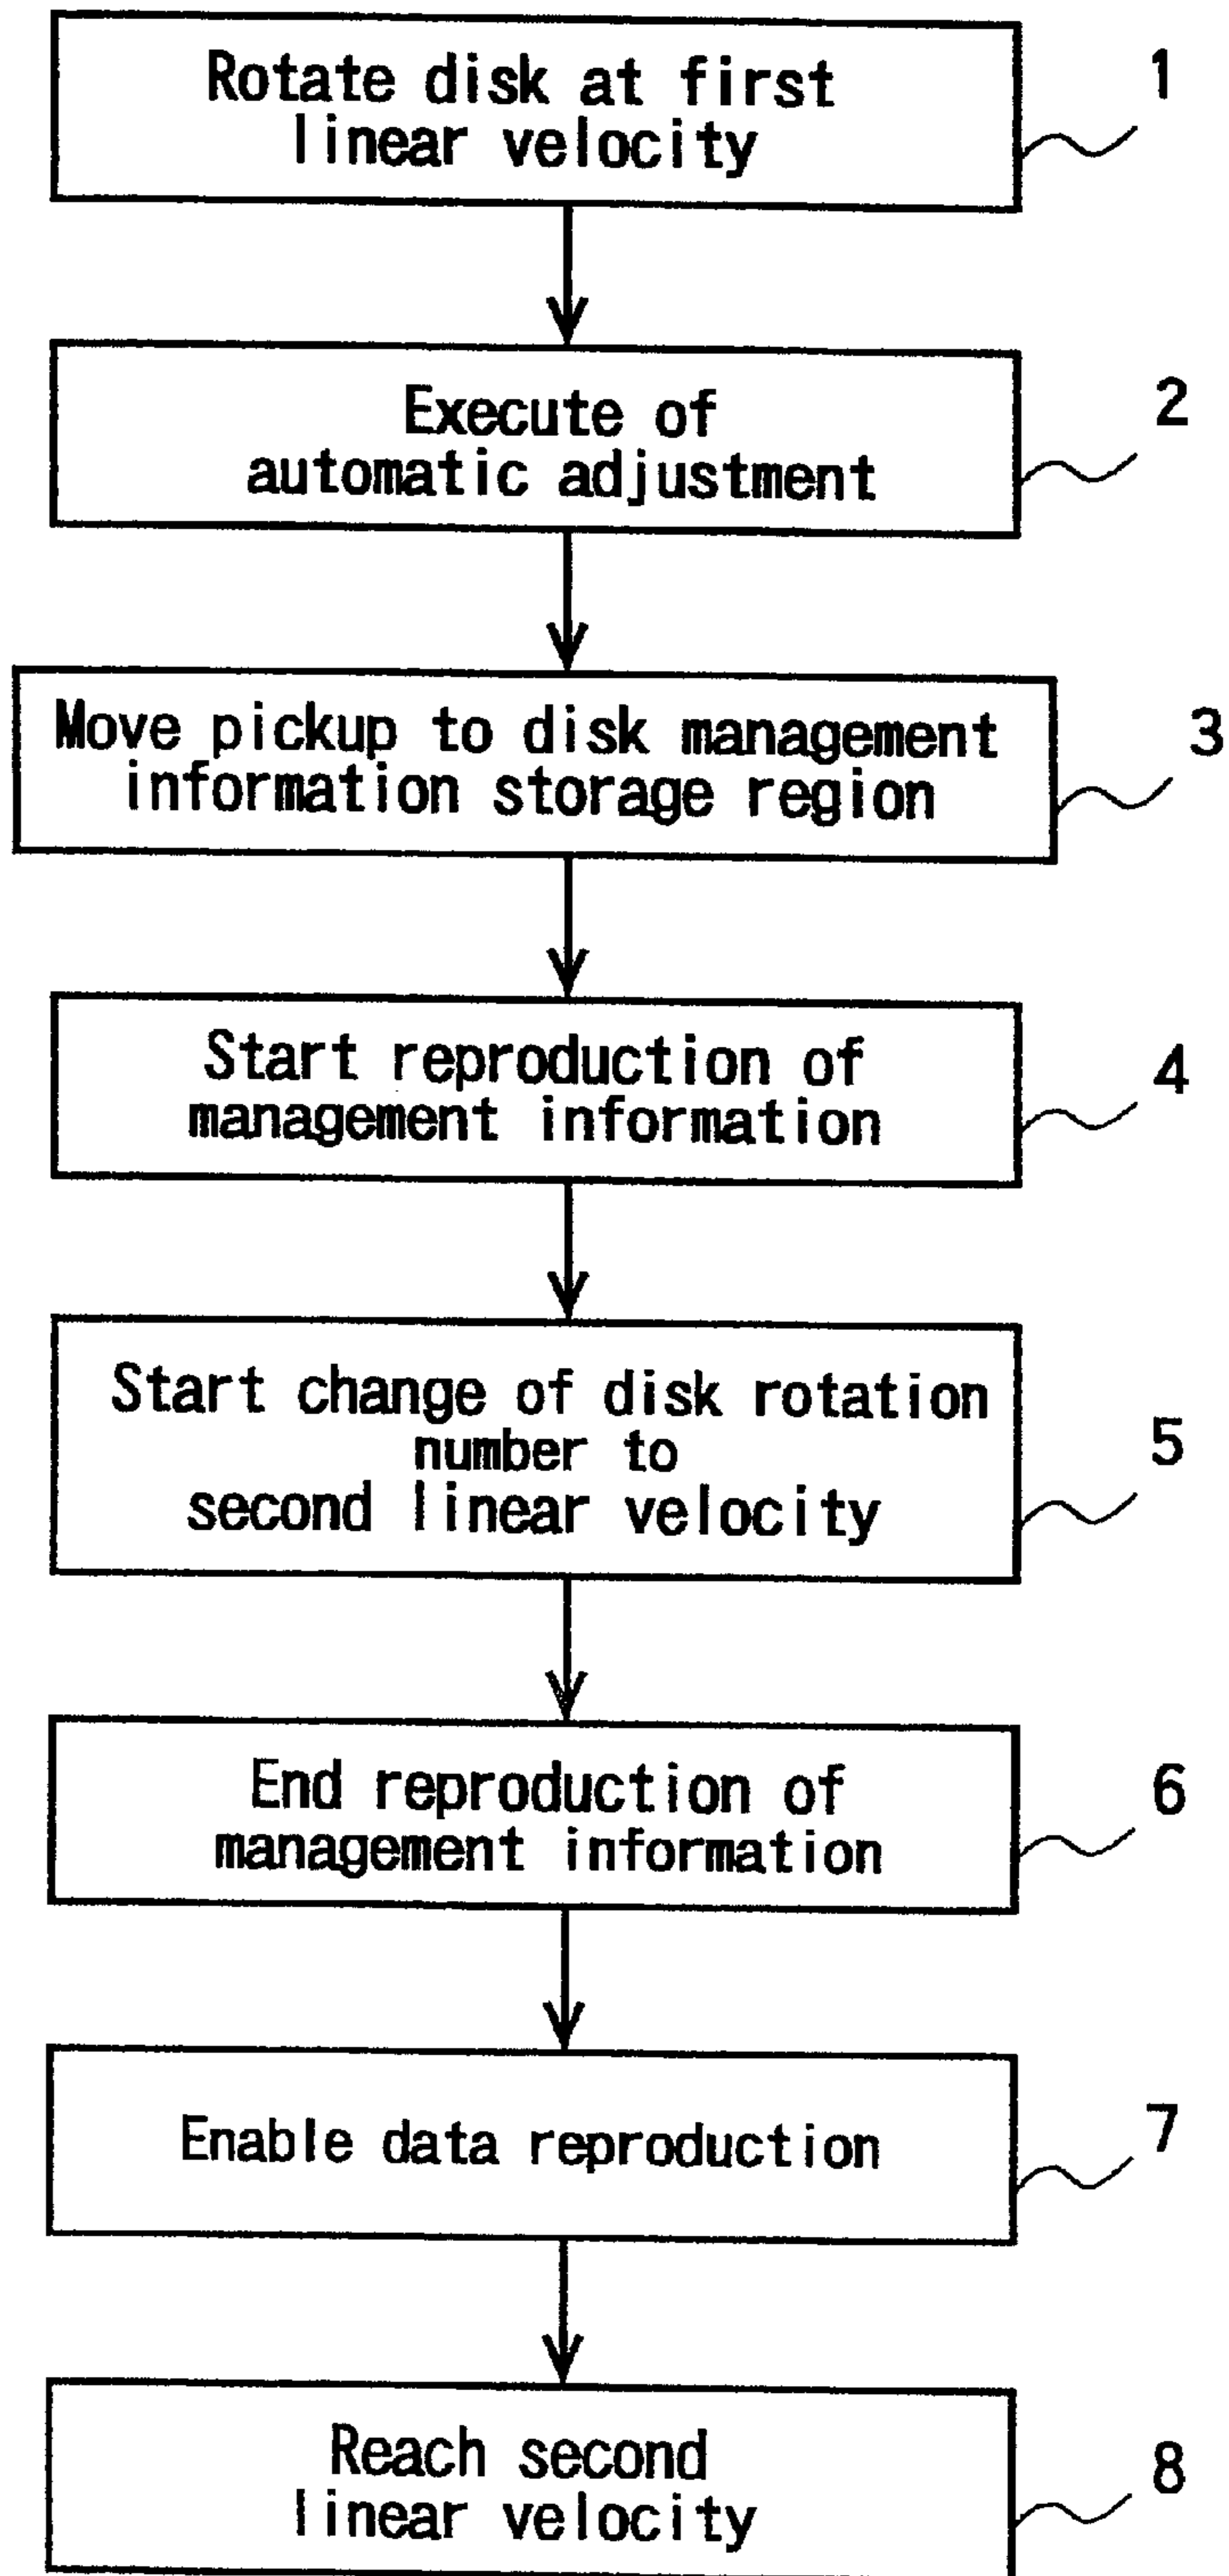 Rotate disk at first
linear velocity
1
Execute of
automatic adjustment
2
Move pickup to disk management
information storage region
3
Start reproduction of
management information
4
Start change of disk rotation
number to
second linear velocity
5
End reproduction of
management information
6
Enable data reproduction
7
Reach second
linear velocity
8